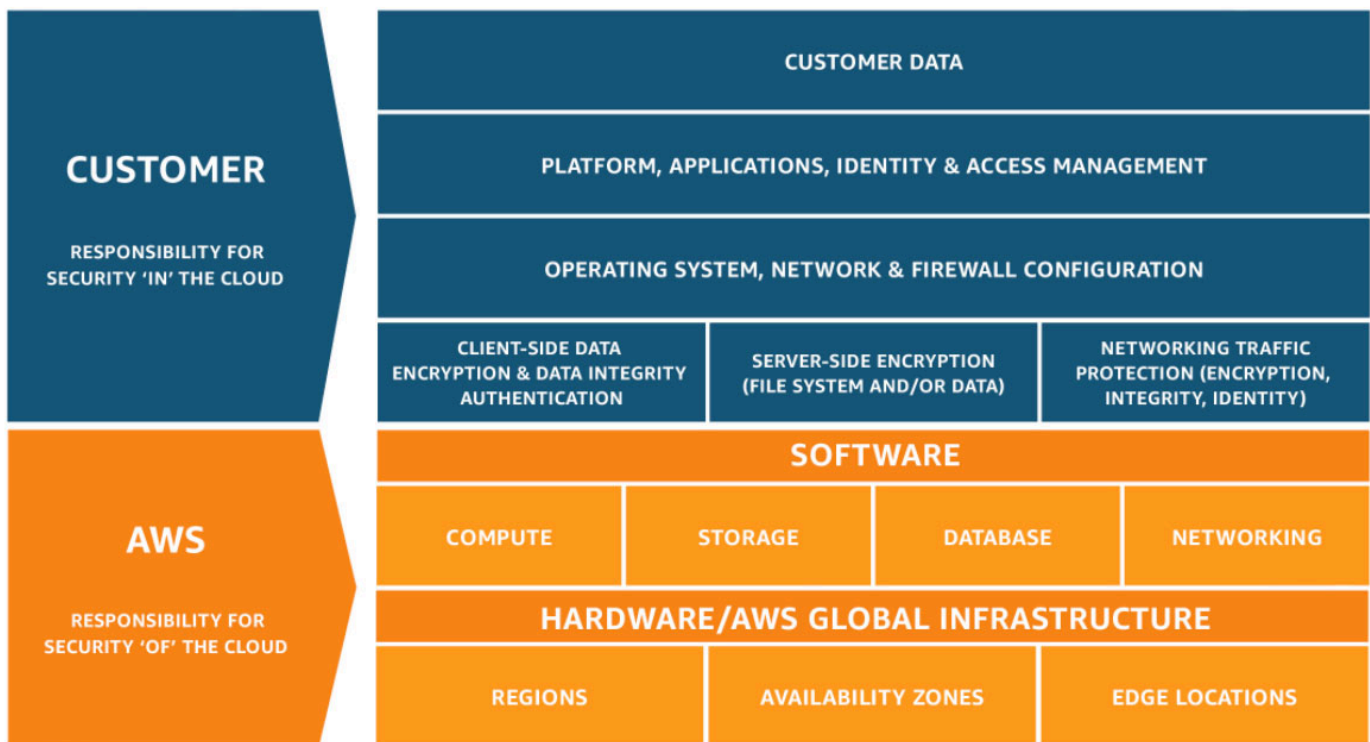 CUSTOMER
RESPONSIBILITY FOR
SECURITY ‘IN’ THE CLOUD
CUSTOMER DATA
PLATFORM, APPLICATIONS, IDENTITY & ACCESS MANAGEMENT
OPERATING SYSTEM, NETWORK & FIREWALL CONFIGURATION
CLIENT-SIDE DATA
ENCRYPTION & DATA INTEGRITY
AUTHENTICATION
SERVER-SIDE ENCRYPTION
(FILE SYSTEM AND/OR DATA)
NETWORKING TRAFFIC
PROTECTION (ENCRYPTION,
INTEGRITY, IDENTITY)
AWS
RESPONSIBILITY FOR
SECURITY ‘OF’ THE CLOUD
SOFTWARE
COMPUTE
STORAGE
DATABASE
NETWORKING
HARDWARE/AWS GLOBAL INFRASTRUCTURE
REGIONS
AVAILABILITY ZONES
EDGE LOCATIONS